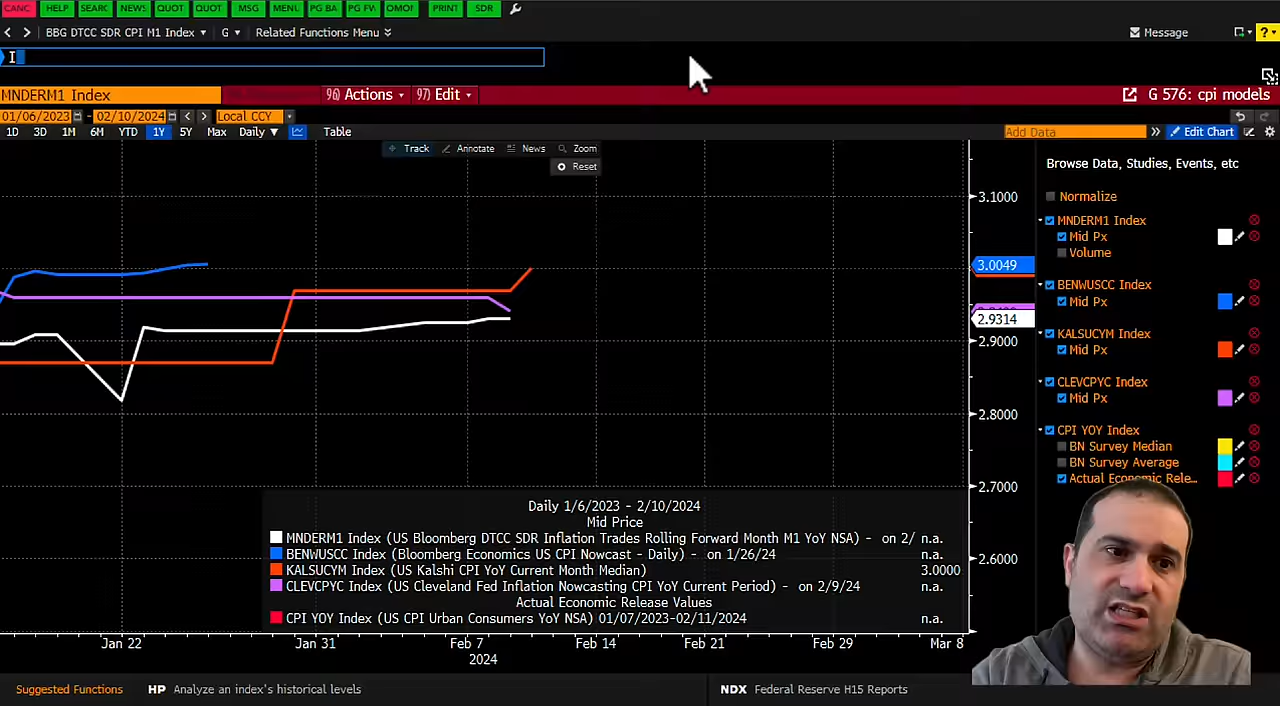 CANC HELP SEARC NEWS QUOT QUOT MSG MENU PG BA PG FW OMOI PRINT SDR
BBG DTCC SDR CPI M1 Index G Related Functions Menu Message ?
I
MNDERM1 Index 96) Actions 97) Edit G 576: cpi models
01/06/2023 - 02/10/2024 Local CCY
1D 3D 1M 6M YTD 1Y 5Y Max Daily Table Add Data Edit Chart
Track Annotate News Zoom
Reset
Browse Data, Studies, Events, etc
Normalize
MNDERM1 Index
Mid Px
Volume
BENWUSCC Index
Mid Px
KALSUCYM Index
Mid Px
CLEVCPYC Index
Mid Px
CPI YOY Index
BN Survey Median
BN Survey Average
Actual Economic Rele...
3.1000
3.0049
2.9314
2.9000
2.8000
2.7000
2.6000
Daily 1/6/2023 - 2/10/2024
Mid Price
MNDERM1 Index (US Bloomberg DTCC SDR Inflation Trades Rolling Forward Month M1 YoY NSA) - on 2/ n.a.
BENWUSCC Index (Bloomberg Economics US CPI Nowcast - Daily) - on 1/26/24 n.a.
KALSUCYM Index (US Kalshi CPI YoY Current Month Median) 3.0000
CLEVCPYC Index (US Cleveland Fed Inflation Nowcasting CPI YoY Current Period) - on 2/9/24 n.a.
Actual Economic Release Values
CPI YOY Index (US CPI Urban Consumers YoY NSA) 01/07/2023-02/11/2024 n.a.
Jan 22 Jan 31 Feb 7 Feb 14 Feb 21 Feb 29 Mar 8
2024
Suggested Functions HP Analyze an index's historical levels NDX Federal Reserve H15 Reports